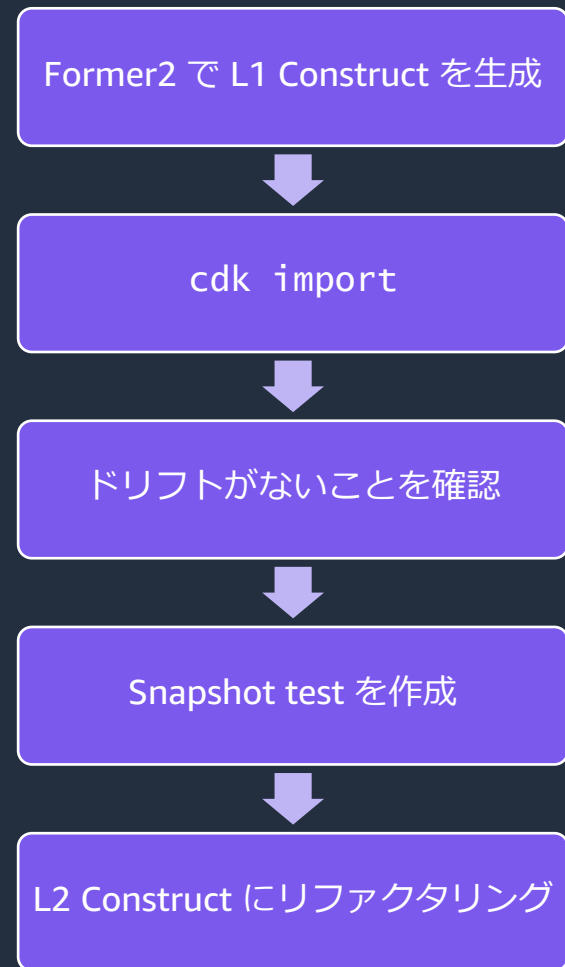 Former2 で L1 Construct を生成
cdk import
ドリフトがないことを確認
Snapshot test を作成
L2 Construct にリファクタリング